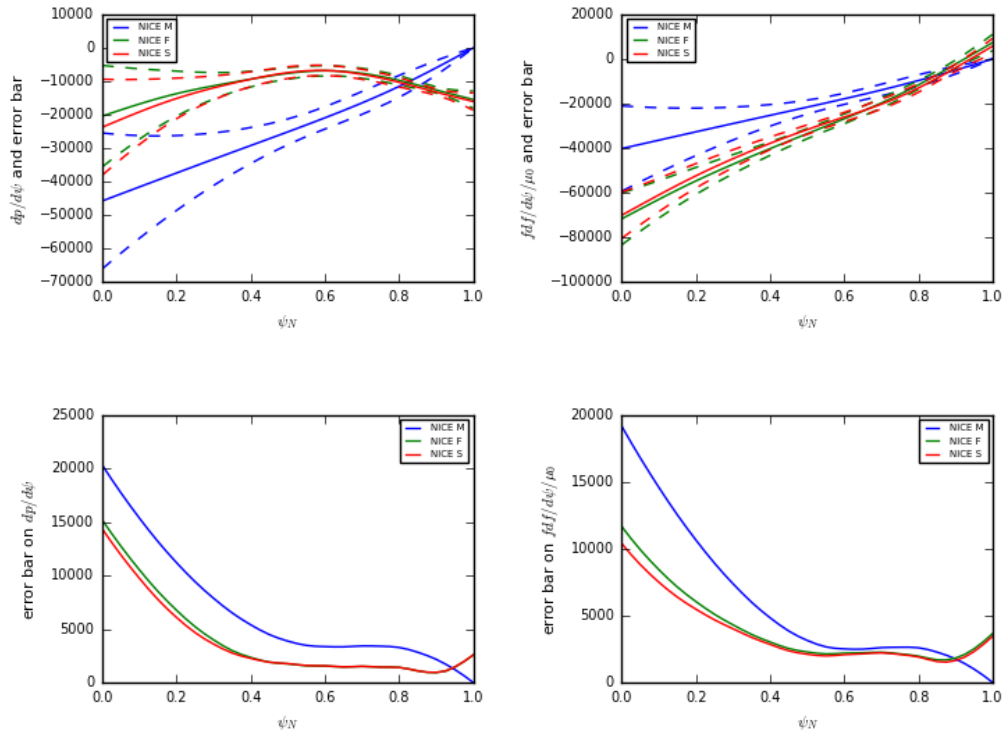 10000
0
−10000
−20000
−30000
−40000
−50000
−60000
−70000
dp/dψ and error bar
NICE M
NICE F
NICE S
0.0 0.2 0.4 0.6 0.8 1.0
ψN
20000
0
−20000
−40000
−60000
−80000
−100000
fdf/dψ/μ0 and error bar
NICE M
NICE F
NICE S
0.0 0.2 0.4 0.6 0.8 1.0
ψN
25000
20000
15000
10000
5000
0
error bar on dp/dψ
NICE M
NICE F
NICE S
0.0 0.2 0.4 0.6 0.8 1.0
ψN
20000
15000
10000
5000
0
error bar on fdf/dψ/μ0
NICE M
NICE F
NICE S
0.0 0.2 0.4 0.6 0.8 1.0
ψN